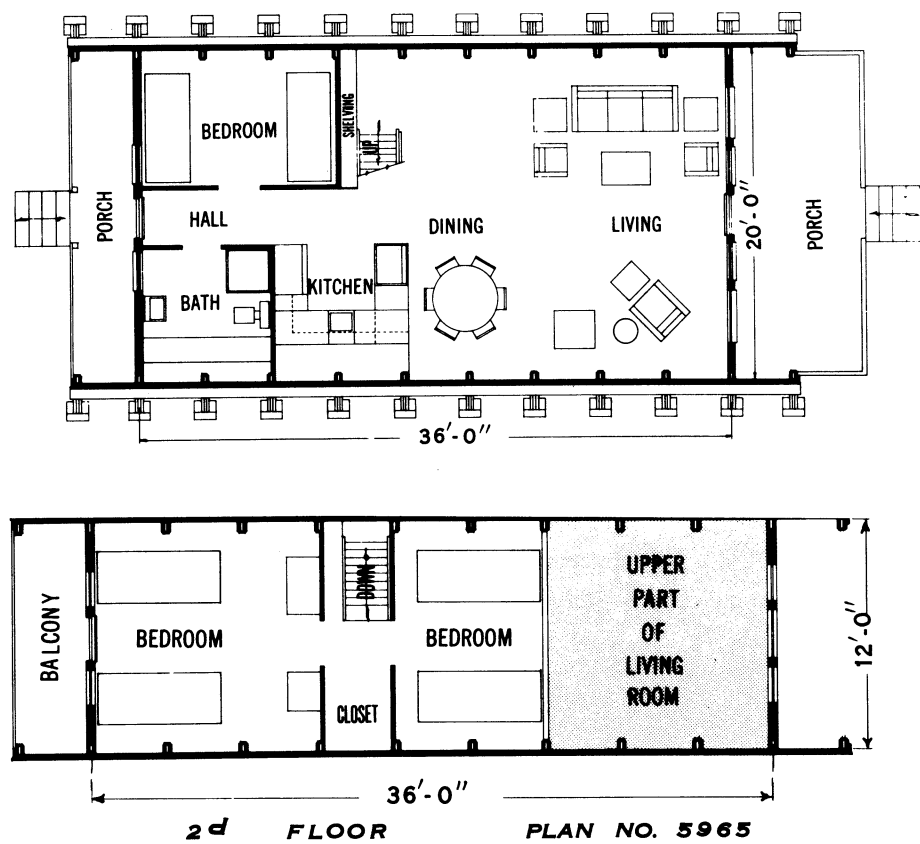 BEDROOM
SHELVING
UP
PORCH
HALL
DINING
LIVING
20'-0"
PORCH
BATH
KITCHEN
36'-0"
BALCONY
BEDROOM
DOWN
CLOSET
BEDROOM
UPPER
PART
OF
LIVING
ROOM
12'-0"
36'-0"
2d FLOOR PLAN NO. 5965